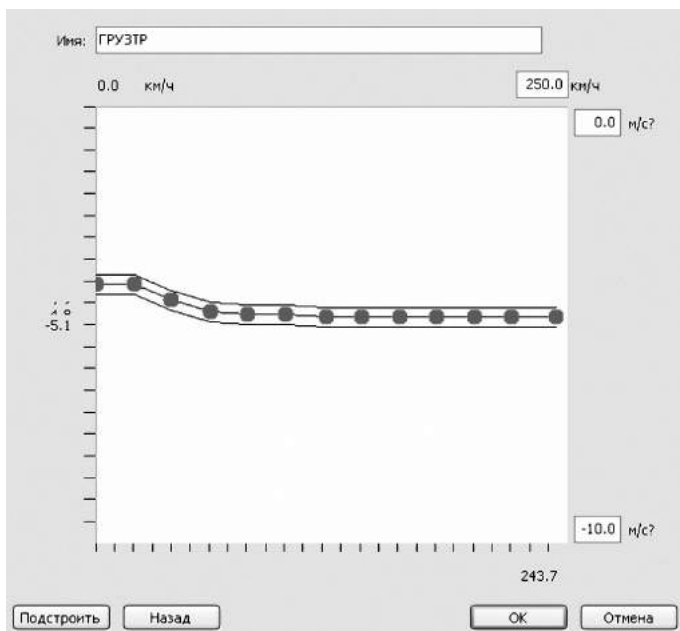 Имя: ГРУЗТР
0.0 км/ч 250.0 км/ч
0.0 м/с?
-5.1
-10.0 м/с?
243.7
Подстроить Назад OK Отмена